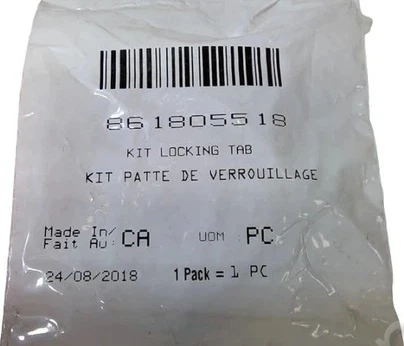 861805518
KIT LOCKING TAB
KIT PATTE DE VERROUILLAGE
Made In/
Fait Au: CA UOM PC
24/08/2018 1 Pack = 1 PC